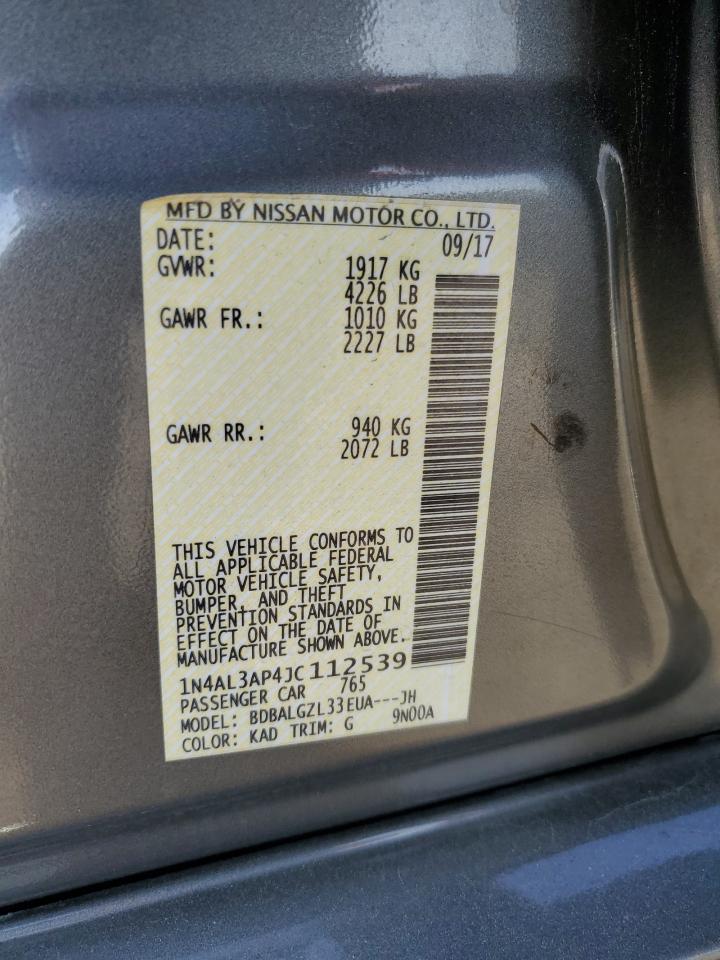 MFD BY NISSAN MOTOR CO., LTD.
DATE: 09/17
GVWR: 1917 KG
4226 LB
GAWR FR.: 1010 KG
2227 LB
GAWR RR.: 940 KG
2072 LB
THIS VEHICLE CONFORMS TO
ALL APPLICABLE FEDERAL
MOTOR VEHICLE SAFETY,
BUMPER, AND THEFT
PREVENTION STANDARDS IN
EFFECT ON THE DATE OF
MANUFACTURE SHOWN ABOVE.
1N4AL3AP4JC112539
PASSENGER CAR 765
MODEL: BDBALGZL33EUA---JH
COLOR: KAD TRIM: G 9N00A